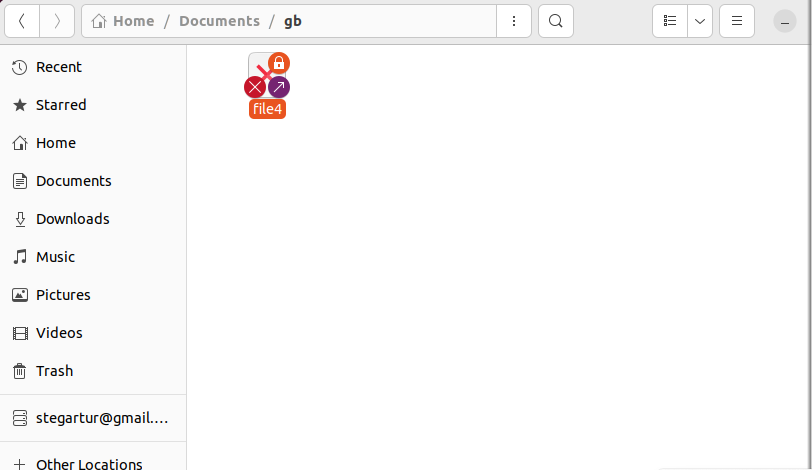 Home / Documents / gb
Recent
Starred
Home
Documents
Downloads
Music
Pictures
Videos
Trash
stegartur@gmail.…
Other Locations
file4